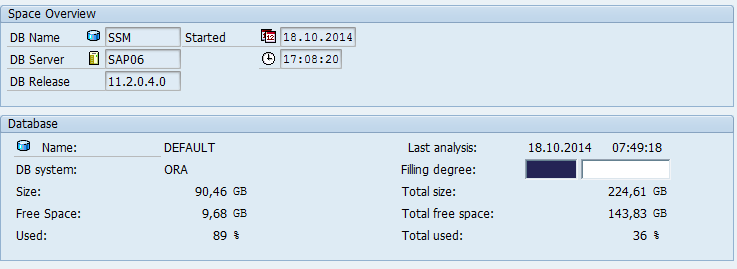 Space Overview
DB Name SSM Started 12 18.10.2014
DB Server SAP06 17:08:20
DB Release 11.2.0.4.0
Database
Name: DEFAULT Last analysis: 18.10.2014 07:49:18
DB system: ORA Filling degree:
Size: 90,46 GB Total size: 224,61 GB
Free Space: 9,68 GB Total free space: 143,83 GB
Used: 89 % Total used: 36 %